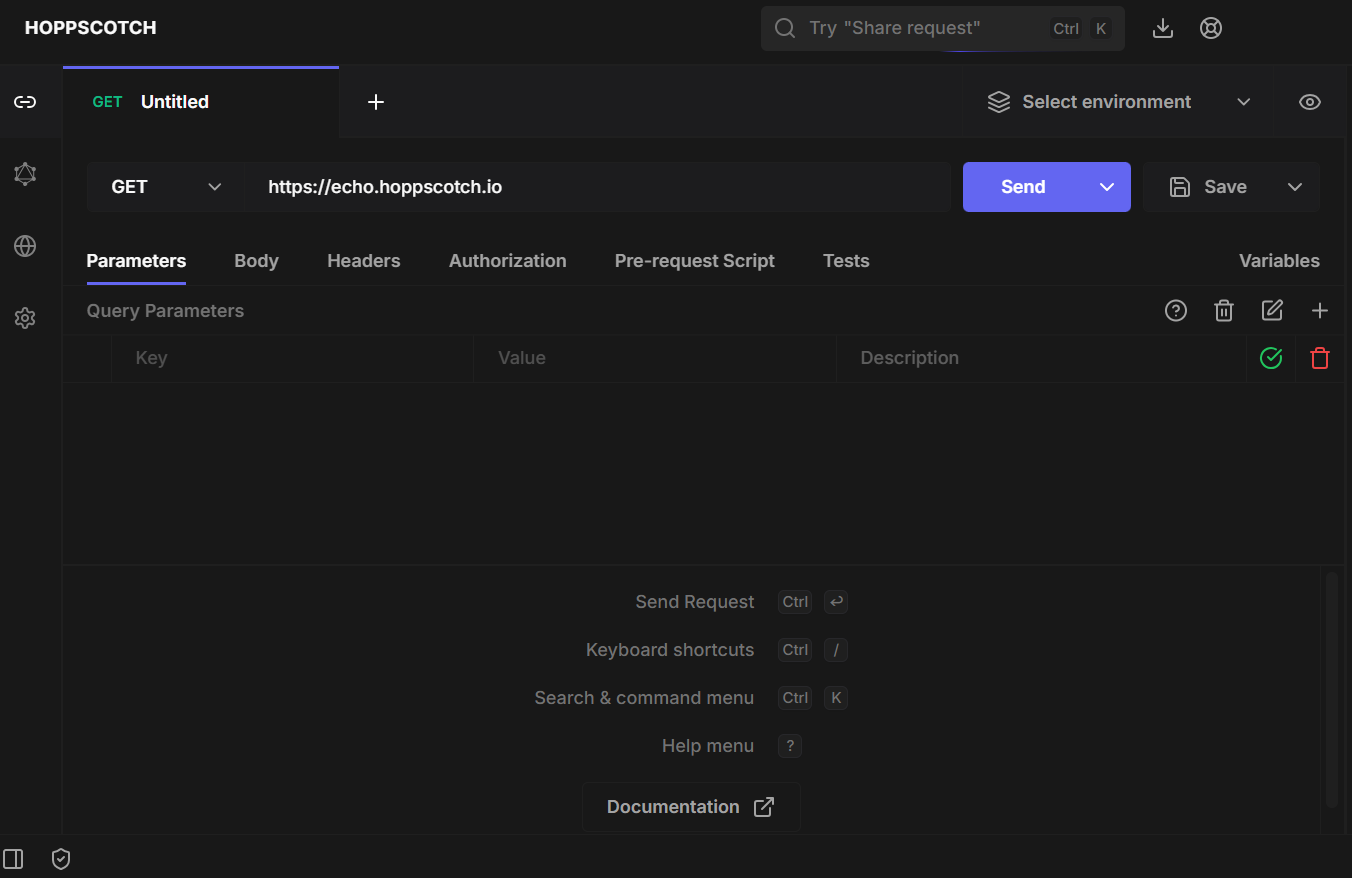 HOPPSCOTCH
Try "Share request" Ctrl K
GET Untitled
Select environment
GET https://echo.hoppscotch.io Send Save
Parameters Body Headers Authorization Pre-request Script Tests Variables
Query Parameters
Key Value Description
Send Request Ctrl ↵
Keyboard shortcuts Ctrl /
Search & command menu Ctrl K
Help menu ?
Documentation